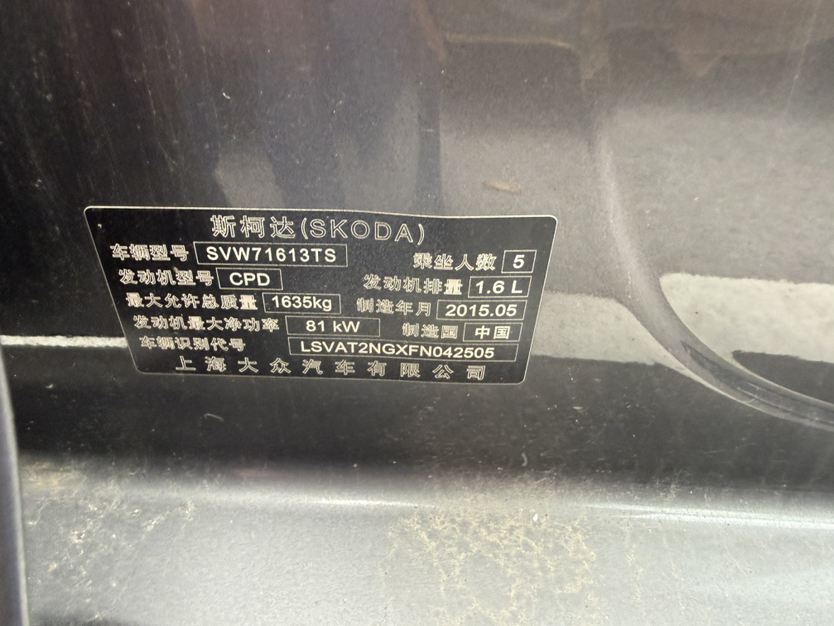 斯柯达(SKODA)
车辆型号 SVW71613TS 乘坐人数 5
发动机型号 CPD 发动机排量 1.6 L
最大允许总质量 1635kg 制造年月 2015.05
发动机最大净功率 81 kW 制造国 中国
车辆识别代号 LSVAT2NGXFN042505
上海大众汽车有限公司